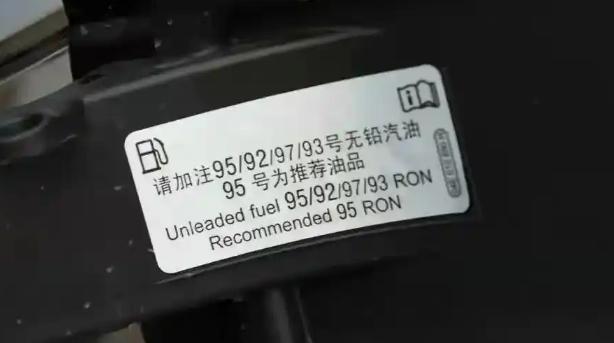 请加注95/92/97/93号无铅汽油
95 号为推荐油品
Unleaded fuel 95/92/97/93 RON
Recommended 95 RON